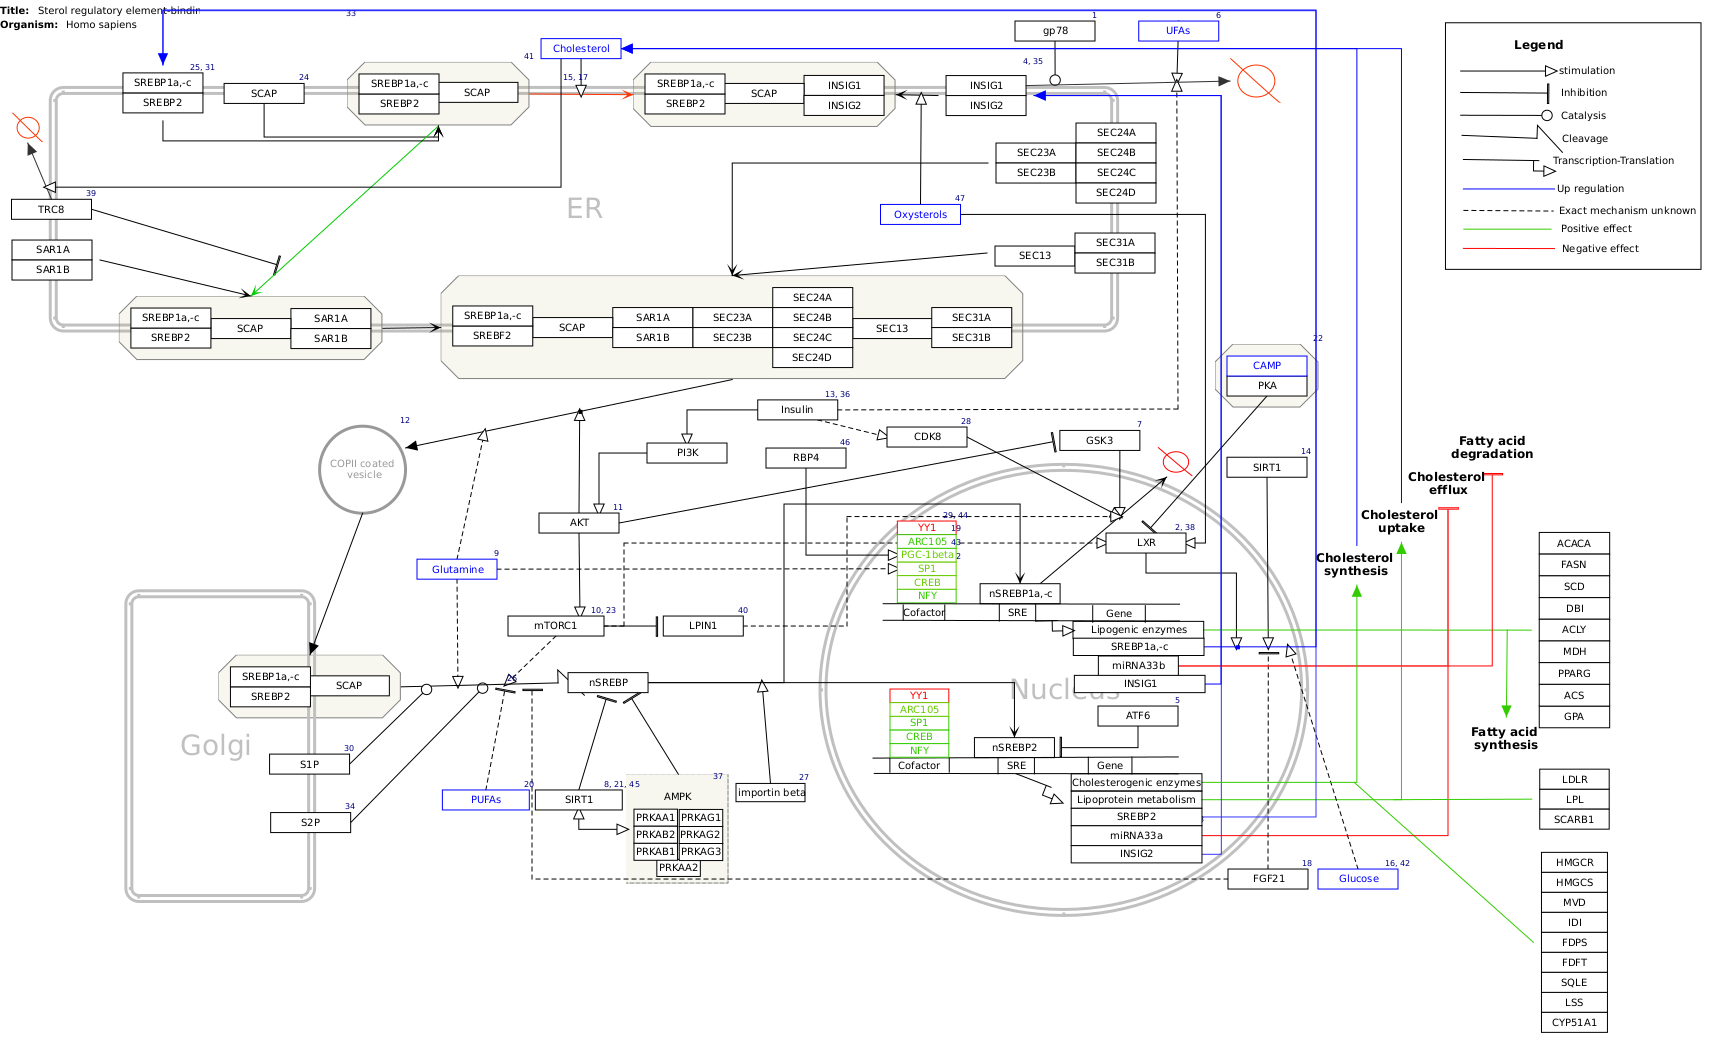 Title: Sterol regulatory element-bindin
Organism: Homo sapiens
33
1
6
gp78
UFAs
Cholesterol
41
4, 35
25, 31
24
15, 17
SREBP1a,-c
SREBP2
SCAP
SREBP1a,-c
SREBP2
SCAP
SREBP1a,-c
SREBP2
SCAP
INSIG1
INSIG2
INSIG1
INSIG2
Legend
stimulation
Inhibition
Catalysis
Cleavage
Transcription-Translation
Up regulation
Exact mechanism unknown
Positive effect
Negative effect
SEC23A
SEC23B
SEC24A
SEC24B
SEC24C
SEC24D
39
TRC8
ER
47
Oxysterols
SAR1A
SAR1B
SEC13
SEC31A
SEC31B
SREBP1a,-c
SREBP2
SCAP
SAR1A
SAR1B
SREBP1a,-c
SREBF2
SCAP
SAR1A
SAR1B
SEC23A
SEC23B
SEC24A
SEC24B
SEC24C
SEC24D
SEC13
SEC31A
SEC31B
22
CAMP
PKA
12
COPII coated
vesicle
13, 36
Insulin
28
CDK8
7
GSK3
PI3K
46
RBP4
14
SIRT1
Fatty acid
degradation
Cholesterol
efflux
Cholesterol
uptake
Cholesterol
synthesis
11
AKT
29, 44
19
43
2
YY1
ARC105
PGC-1beta
SP1
CREB
NFY
2, 38
LXR
9
Glutamine
nSREBP1a,-c
Cofactor
SRE
Gene
Lipogenic enzymes
SREBP1a,-c
miRNA33b
INSIG1
10, 23
mTORC1
40
LPIN1
ACACA
FASN
SCD
DBI
ACLY
MDH
PPARG
ACS
GPA
Fatty acid
synthesis
SREBP1a,-c
SREBP2
SCAP
26
nSREBP
Nucleus
Golgi
YY1
ARC105
SP1
CREB
NFY
Cofactor
5
ATF6
nSREBP2
SRE
Gene
Cholesterogenic enzymes
Lipoprotein metabolism
SREBP2
miRNA33a
INSIG2
30
S1P
34
S2P
20
PUFAs
8, 21, 45
SIRT1
37
AMPK
PRKAA1
PRKAG1
PRKAB2
PRKAG2
PRKAB1
PRKAG3
PRKAA2
27
importin beta
LDLR
LPL
SCARB1
18
FGF21
16, 42
Glucose
HMGCR
HMGCS
MVD
IDI
FDPS
FDFT
SQLE
LSS
CYP51A1